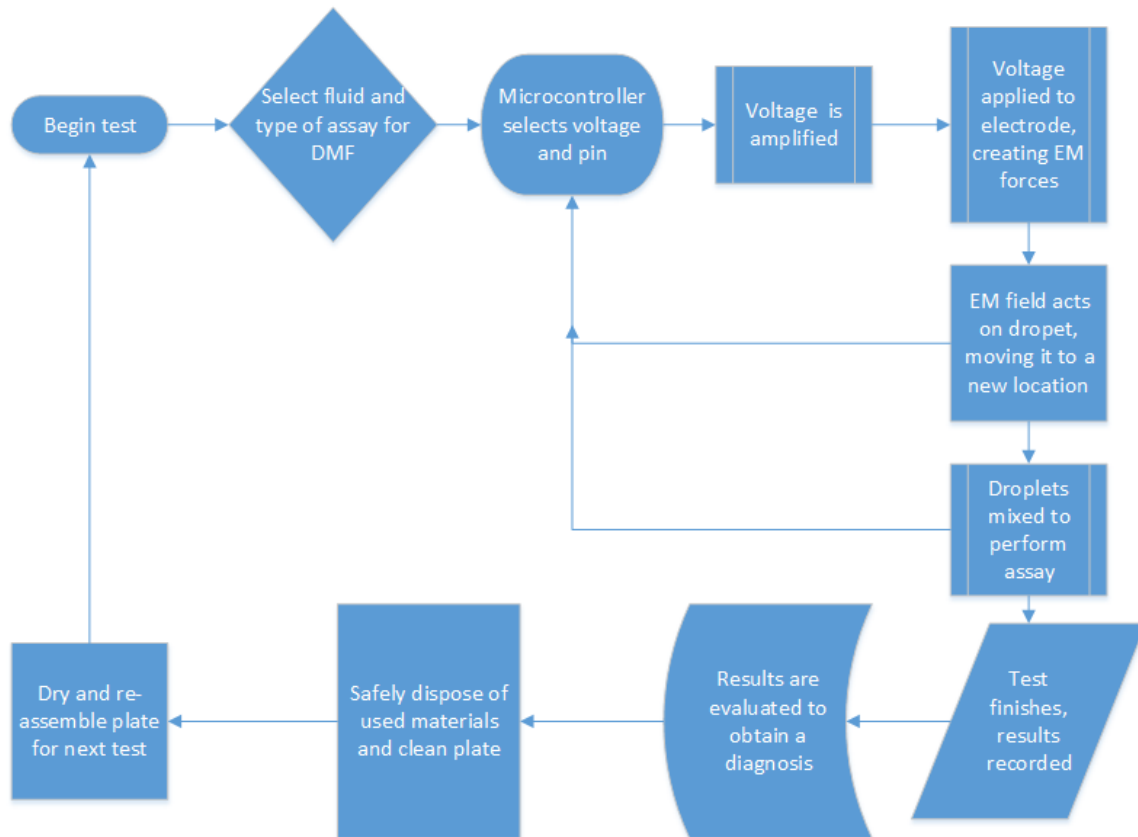 Begin test
Select fluid and
type of assay for
DMF
Microcontroller
selects voltage
and pin
Voltage is
amplified
Voltage
applied to
electrode,
creating EM
forces
EM field acts
on dropet,
moving it to a
new location
Droplets
mixed to
perform
assay
Test
finishes,
results
recorded
Results are
evaluated to
obtain a
diagnosis
Safely dispose of
used materials
and clean plate
Dry and re-
assemble plate
for next test